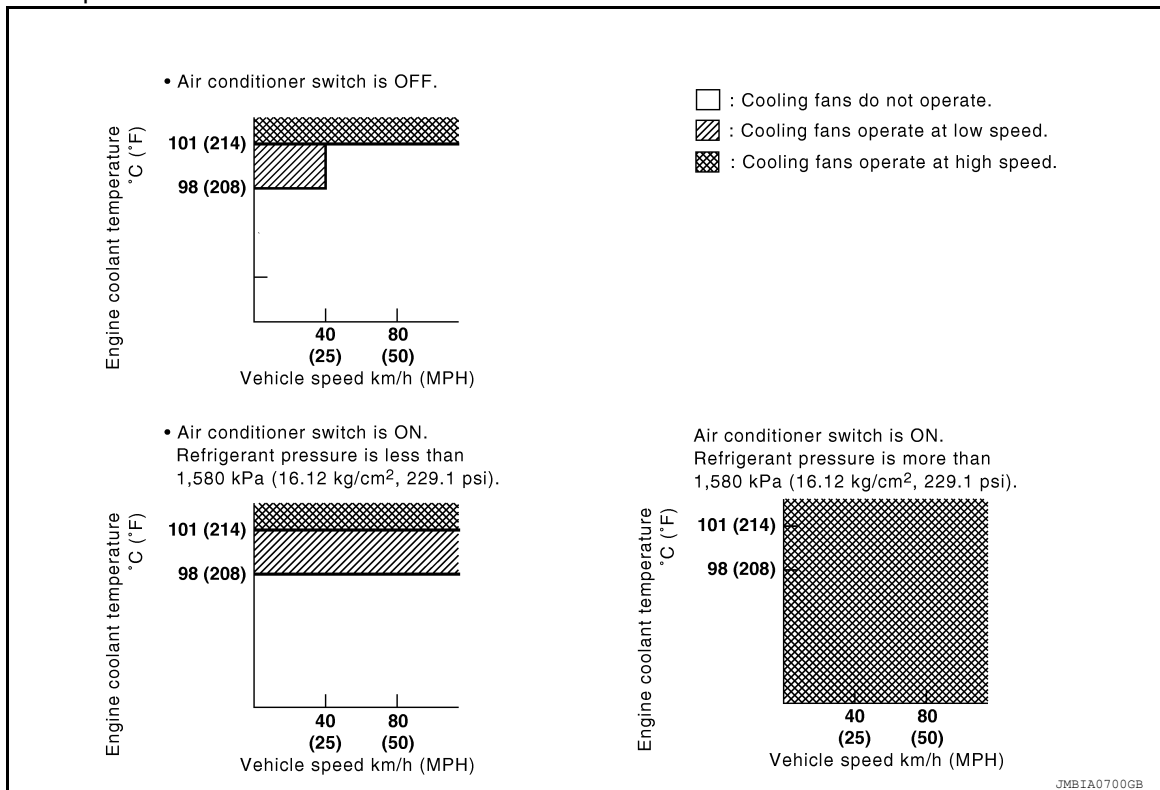 • Air conditioner switch is OFF.
Engine coolant temperature
˚C (˚F)
101 (214)
98 (208)
40
(25)
80
(50)
Vehicle speed km/h (MPH)
: Cooling fans do not operate.
: Cooling fans operate at low speed.
: Cooling fans operate at high speed.
• Air conditioner switch is ON.
Refrigerant pressure is less than
1,580 kPa (16.12 kg/cm², 229.1 psi).
Engine coolant temperature
˚C (˚F)
101 (214)
98 (208)
40
(25)
80
(50)
Vehicle speed km/h (MPH)
Air conditioner switch is ON.
Refrigerant pressure is more than
1,580 kPa (16.12 kg/cm², 229.1 psi).
Engine coolant temperature
˚C (˚F)
101 (214)
98 (208)
40
(25)
80
(50)
Vehicle speed km/h (MPH)
JMBIA0700GB